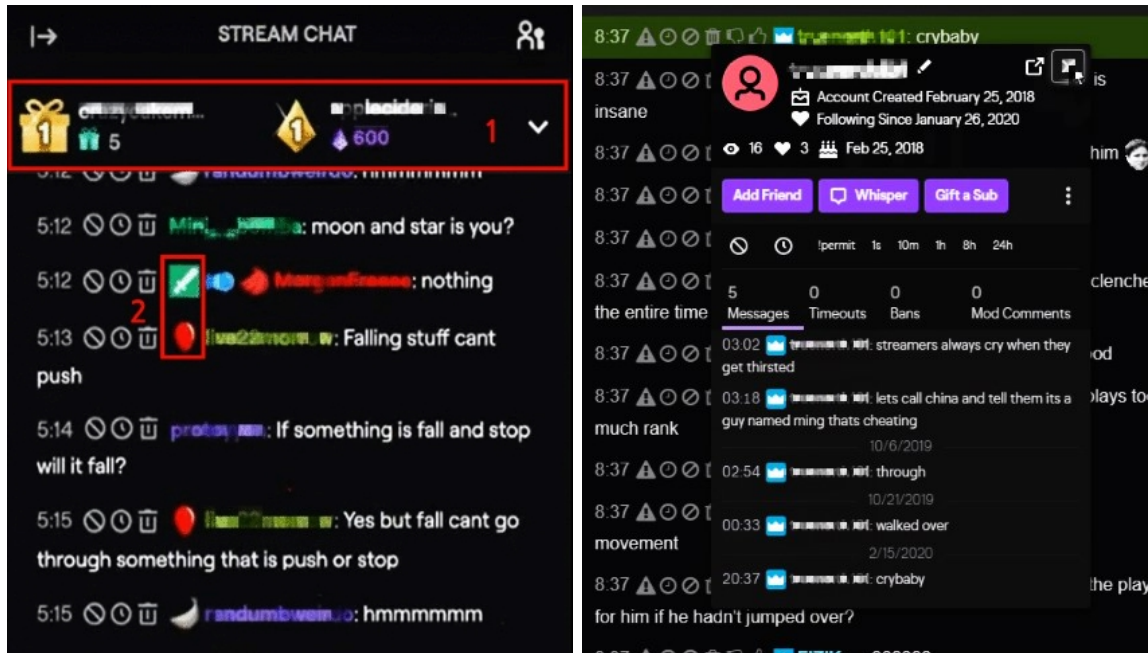 STREAM CHAT
1
5
1
600
1
hmmmmmmm
5:12 : moon and star is you?
5:12 : nothing
2
5:13 : Falling stuff cant
push
5:14 : If something is fall and stop
will it fall?
5:15 : Yes but fall cant go
through something that is push or stop
5:15 : hmmmmmmm
8:37 : crybaby
8:37 is
insane
8:37 him
8:37
8:37
8:37 clenche
the entire time
8:37 od
8:37 plays too
much rank
8:37
8:37
movement
8:37 the play
for him if he hadn't jumped over?
Account Created February 25, 2018
Following Since January 26, 2020
16 3 Feb 25, 2018
Add Friend Whisper Gift a Sub
!permit 1s 10m 1h 8h 24h
5 0 0 0
Messages Timeouts Bans Mod Comments
03:02 : streamers always cry when they
get thirsted
03:18 : lets call china and tell them its a
guy named ming thats cheating
10/6/2019
02:54 : through
10/21/2019
00:33 : walked over
2/15/2020
20:37 : crybaby